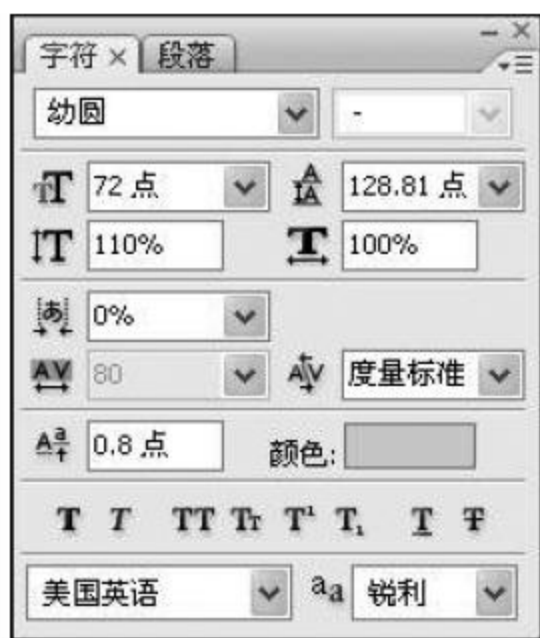 字符 × 段落
幼圆 -
72 点 128.81 点
110% 100%
0%
80 度量标准
0.8 点 颜色:
T T TT Tr T¹ T₁ T T
美国英语 aa 锐利